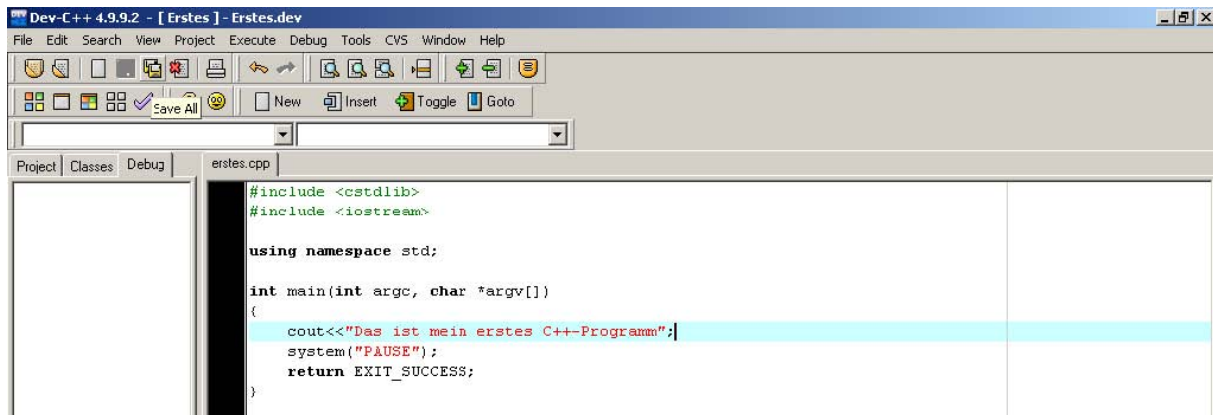 Dev-C++ 4.9.9.2 - [ Erstes ] - Erstes.dev
File Edit Search View Project Execute Debug Tools CVS Window Help
New Insert Toggle Goto
Save All
Project Classes Debug erstes.cpp
#include <cstdlib>
#include <iostream>
using namespace std;
int main(int argc, char *argv[])
{
cout<<"Das ist mein erstes C++-Programm";
system("PAUSE");
return EXIT_SUCCESS;
}